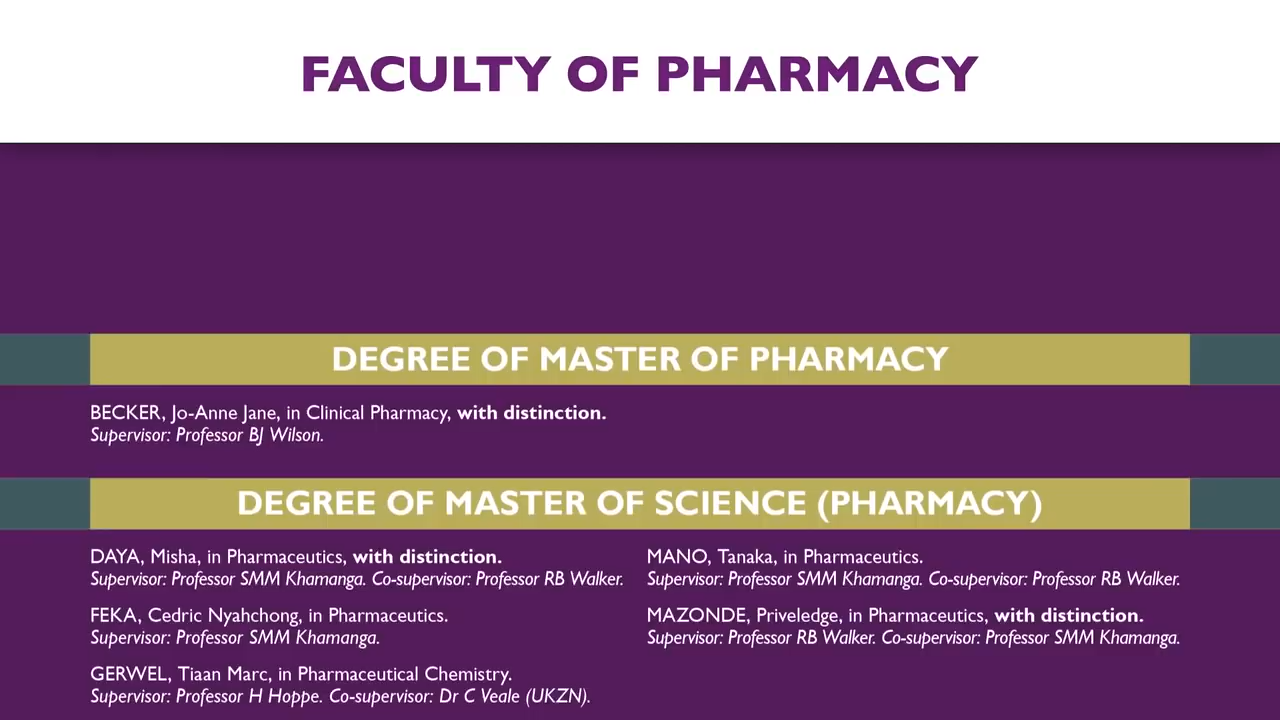 FACULTY OF PHARMACY
DEGREE OF MASTER OF PHARMACY
BECKER, Jo-Anne Jane, in Clinical Pharmacy, with distinction.
Supervisor: Professor BJ Wilson.
DEGREE OF MASTER OF SCIENCE (PHARMACY)
DAYA, Misha, in Pharmaceutics, with distinction.
Supervisor: Professor SMM Khamanga. Co-supervisor: Professor RB Walker.
FEKA, Cedric Nyahchong, in Pharmaceutics.
Supervisor: Professor SMM Khamanga.
GERWEL, Tiaan Marc, in Pharmaceutical Chemistry.
Supervisor: Professor H Hoppe. Co-supervisor: Dr C Veale (UKZN).
MANO, Tanaka, in Pharmaceutics.
Supervisor: Professor SMM Khamanga. Co-supervisor: Professor RB Walker.
MAZONDE, Priveledge, in Pharmaceutics, with distinction.
Supervisor: Professor RB Walker. Co-supervisor: Professor SMM Khamanga.